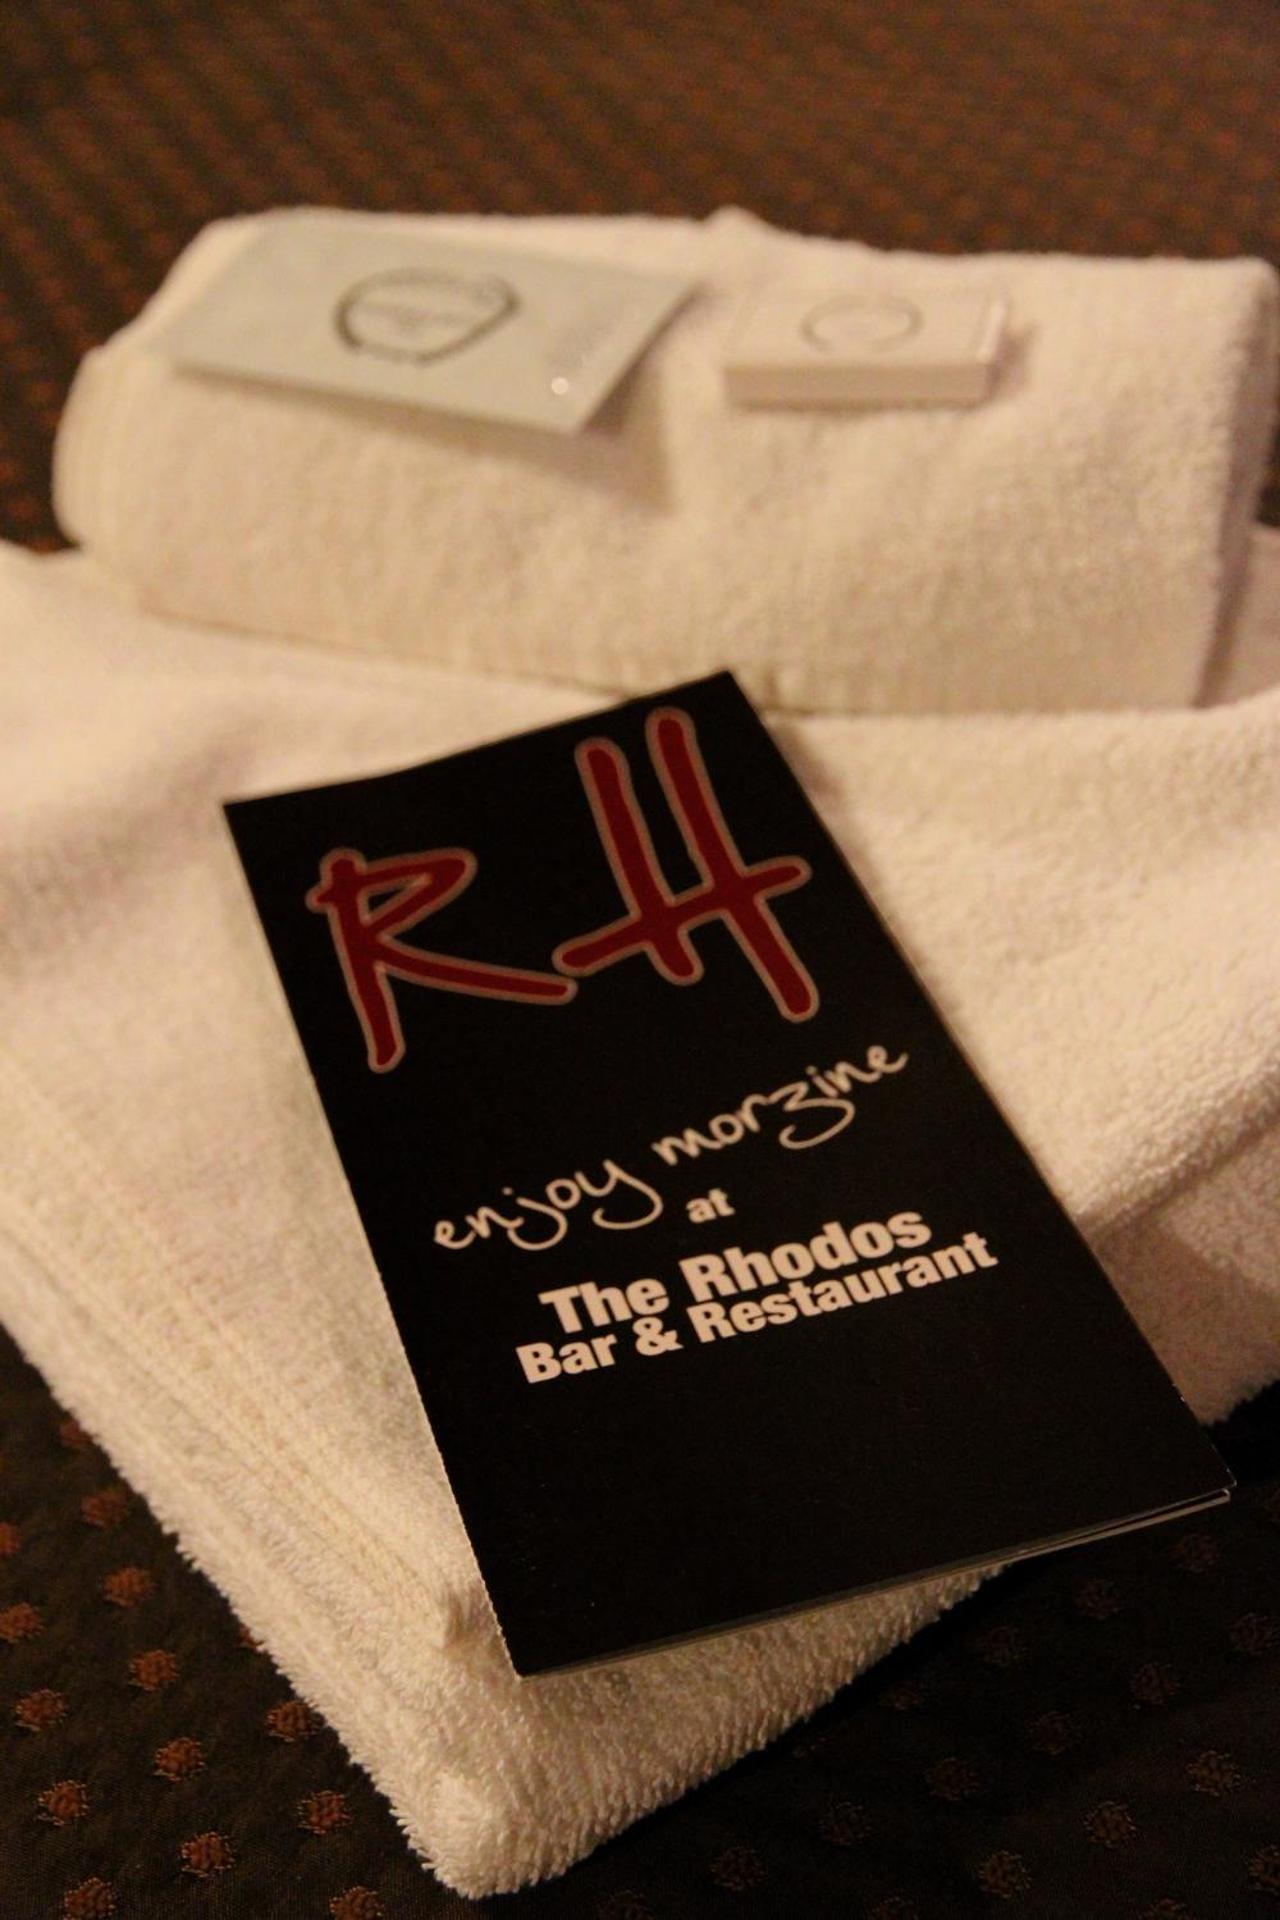 RH
enjoy morzine
at
The Rhodos
Bar & Restaurant